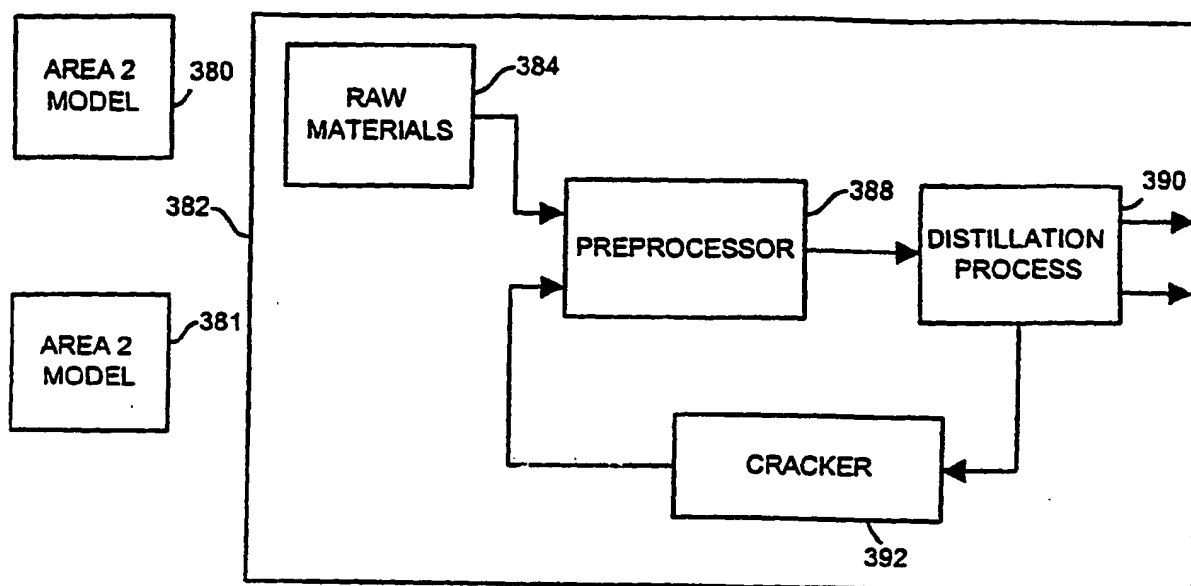 AREA 2
MODEL
380
RAW
MATERIALS
384
382
PREPROCESSOR
388
DISTILLATION
PROCESS
390
AREA 2
MODEL
381
CRACKER
392